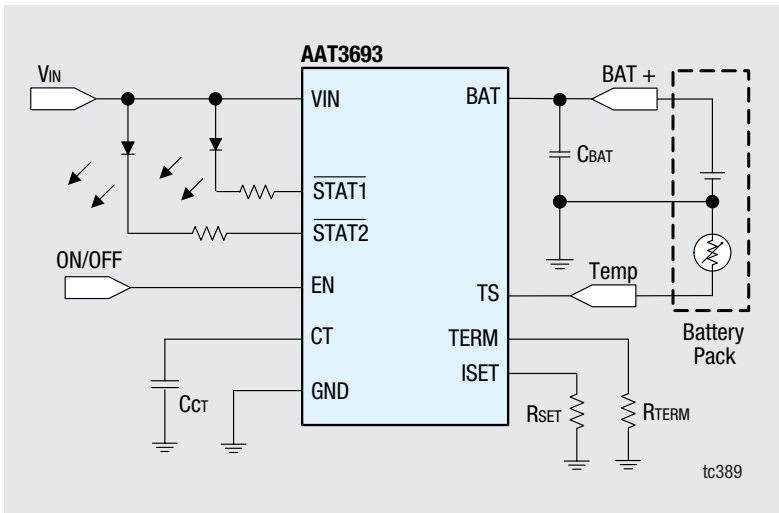 AAT3693
VIN
VIN
BAT
BAT +
CBAT
STAT1
STAT2
ON/OFF
EN
TS
Temp
CT
TERM
Battery
Pack
ISET
GND
CCT
RSET
RTERM
tc389